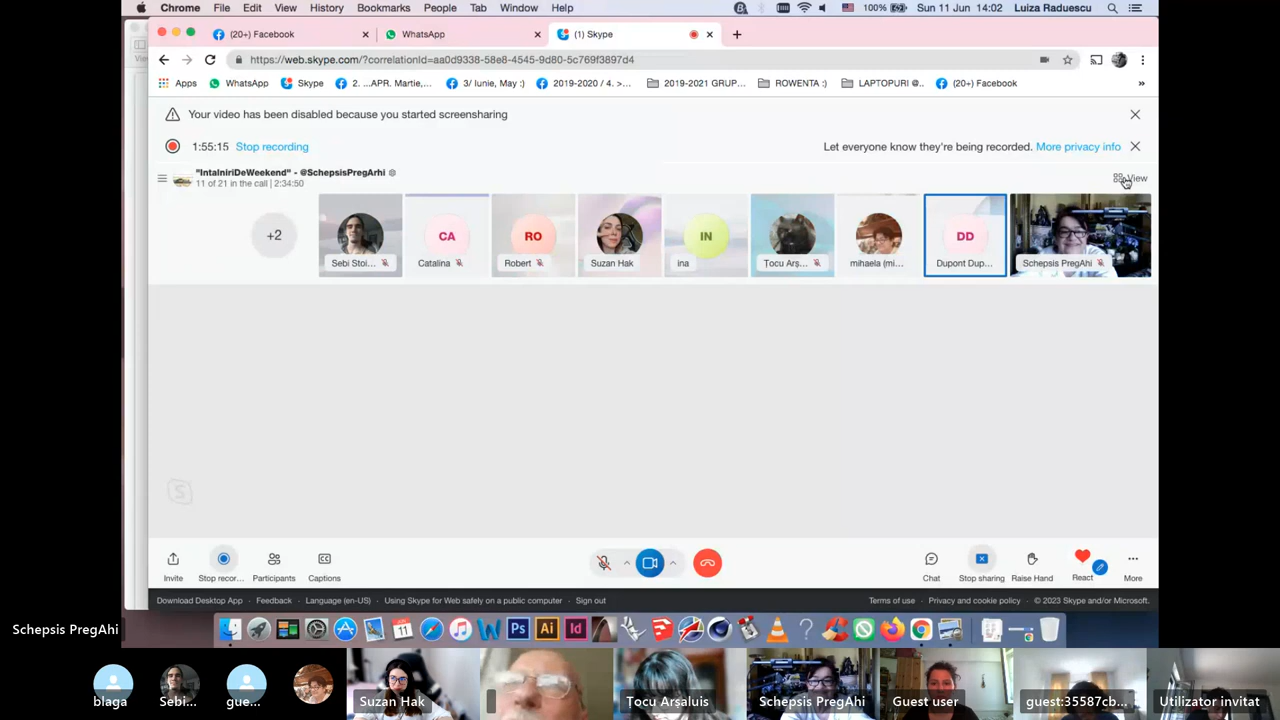 Chrome File Edit View History Bookmarks People Tab Window Help 100% Sun 11 Jun 14:02 Luiza Raduescu
(20+) Facebook WhatsApp (1) Skype
https://web.skype.com/?correlationId=aa0d9338-58e8-4545-9d80-5c769f3897d4
Apps WhatsApp Skype 2. ...APR. Martie,... 3/ Iunie, May :) 2019-2020 / 4. >... 2019-2021 GRUP... ROWENTA :) LAPTOPURI @.. (20+) Facebook »
Your video has been disabled because you started screensharing
1:55:15 Stop recording Let everyone know they're being recorded. More privacy info
"IntalniriDeWeekend" - @SchepsisPregArhi
11 of 21 in the call | 2:34:50 View
+2 CA RO IN DD
Sebi Stoi... Catalina Robert Suzan Hak ina Țocu Arș... mihaela (mi... Dupont Dup... Schepsis PregAhi
Invite Stop recor... Participants Captions Chat Stop sharing Raise Hand React More
Download Desktop App · Feedback · Language (en-US) · Using Skype for Web safely on a public computer · Sign out Terms of use · Privacy and cookie policy · © 2023 Skype and/or Microsoft.
11 W Ps Ai Id ?
Schepsis PregAhi
blaga Sebi... gue... Suzan Hak Tocu Arșaluis Schepsis PregAhi Guest user guest:35587cb... Utilizator invitat